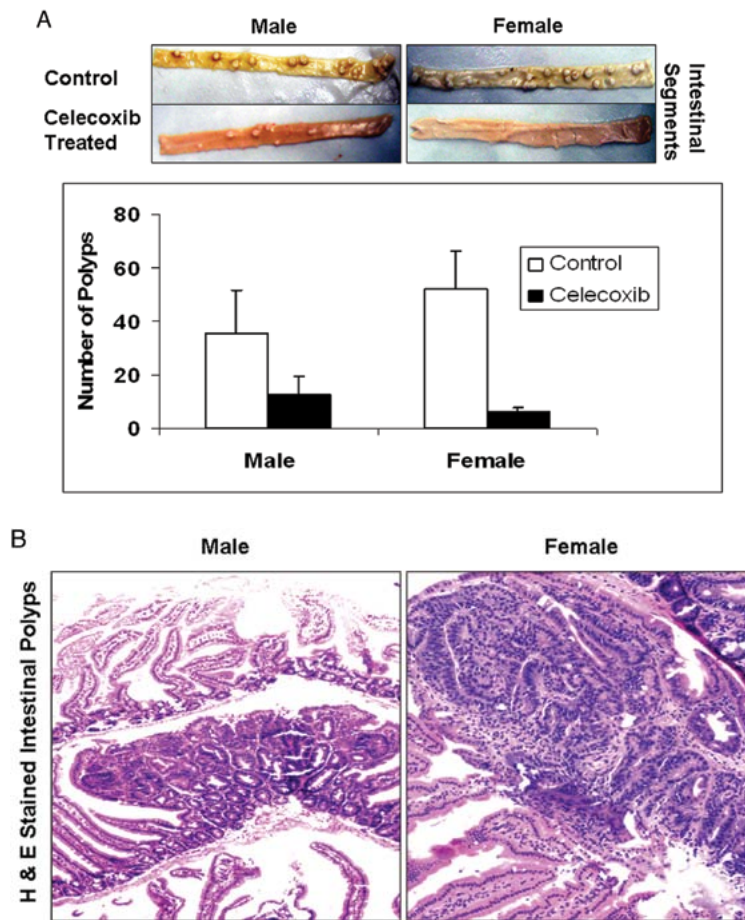 A
Male
Female
Control
Celecoxib
Treated
Intestinal
Segments
80
60
40
20
0
Number of Polyps
Control
Celecoxib
Male
Female
B
Male
Female
H & E Stained Intestinal Polyps